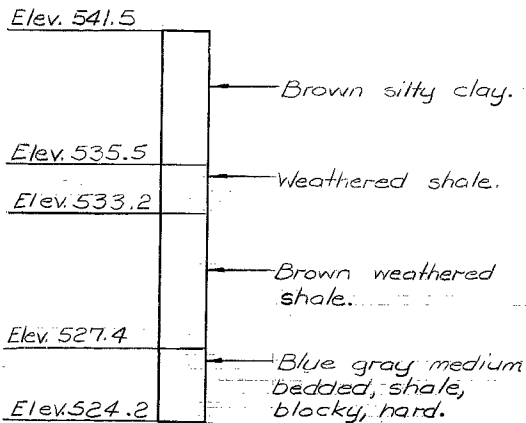 Elev. 541.5
Brown silty clay.
Elev. 535.5
Weathered shale.
Elev. 533.2
Brown weathered
shale.
Elev. 527.4
Blue gray medium
bedded, shale,
blocky, hard.
Elev. 524.2